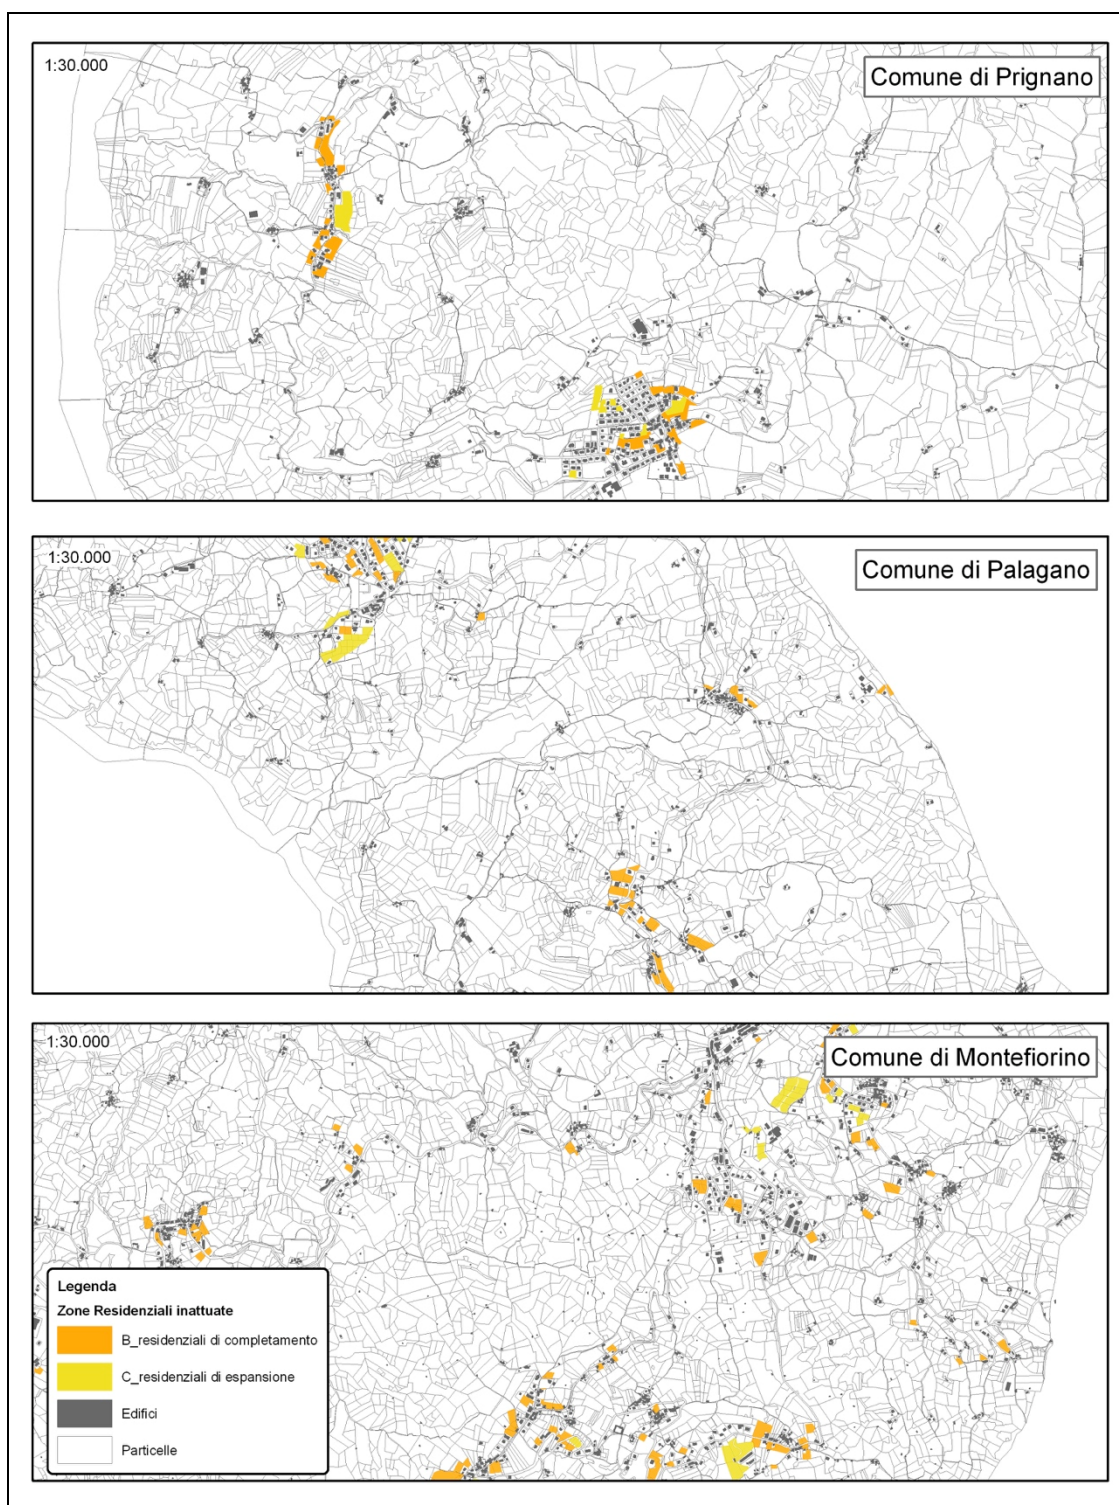 1:30.000
Comune di Prignano
1:30.000
Comune di Palagano
1:30.000
Comune di Montefiorino
Legenda
Zone Residenziali inattuate
B_residenziali di completamento
C_residenziali di espansione
Edifici
Particelle